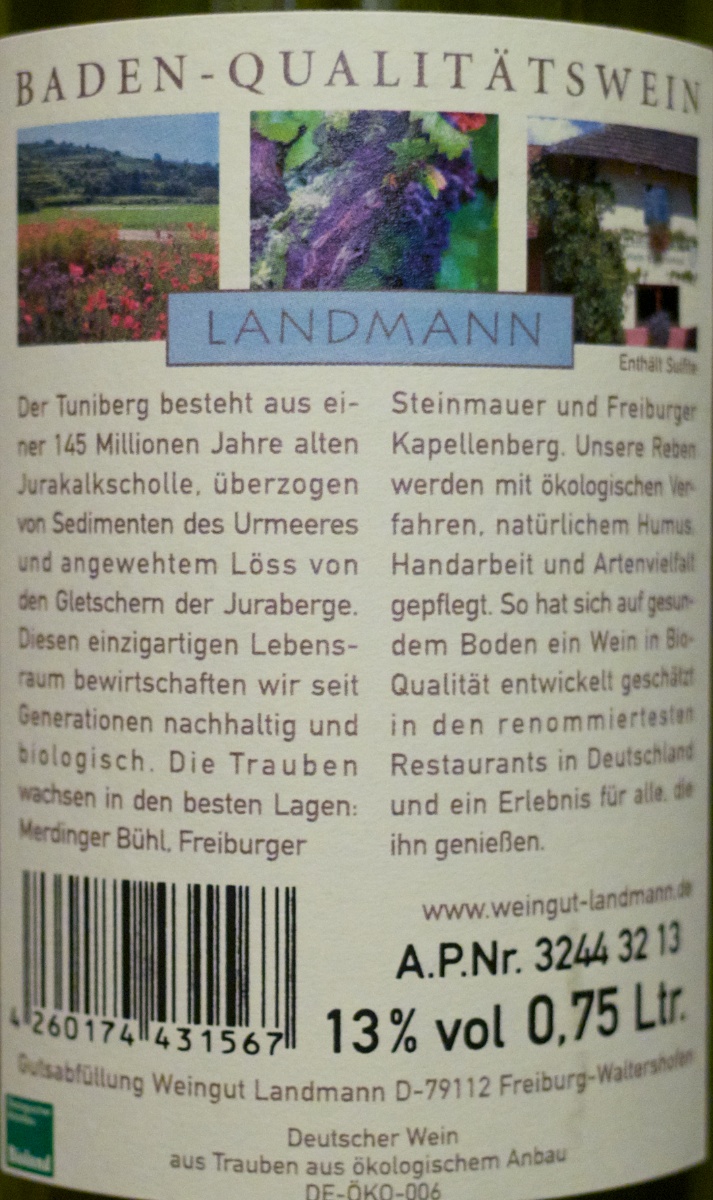 BADEN-QUALITÄTSWEIN
LANDMANN
Enthält Sulfite
Der Tuniberg besteht aus ei-
ner 145 Millionen Jahre alten
Jurakalkscholle, überzogen
von Sedimenten des Urmeeres
und angewehtem Löss von
den Gletschern der Juraberge.
Diesen einzigartigen Lebens-
raum bewirtschaften wir seit
Generationen nachhaltig und
biologisch. Die Trauben
wachsen in den besten Lagen:
Merdinger Bühl, Freiburger
Steinmauer und Freiburger
Kapellenberg. Unsere Reben
werden mit ökologischen Ver-
fahren, natürlichem Humus,
Handarbeit und Artenvielfalt
gepflegt. So hat sich auf gesun-
dem Boden ein Wein in Bio-
Qualität entwickelt geschätzt
in den renommiertesten
Restaurants in Deutschland
und ein Erlebnis für alle, die
ihn genießen.
www.weingut-landmann.de
A.P.Nr. 3244 32 13
13% vol 0,75 Ltr.
4 260174 431567
Gutsabfüllung Weingut Landmann D-79112 Freiburg-Waltershofen
Bioland
Deutscher Wein
aus Trauben aus ökologischem Anbau
DE-ÖKO-006